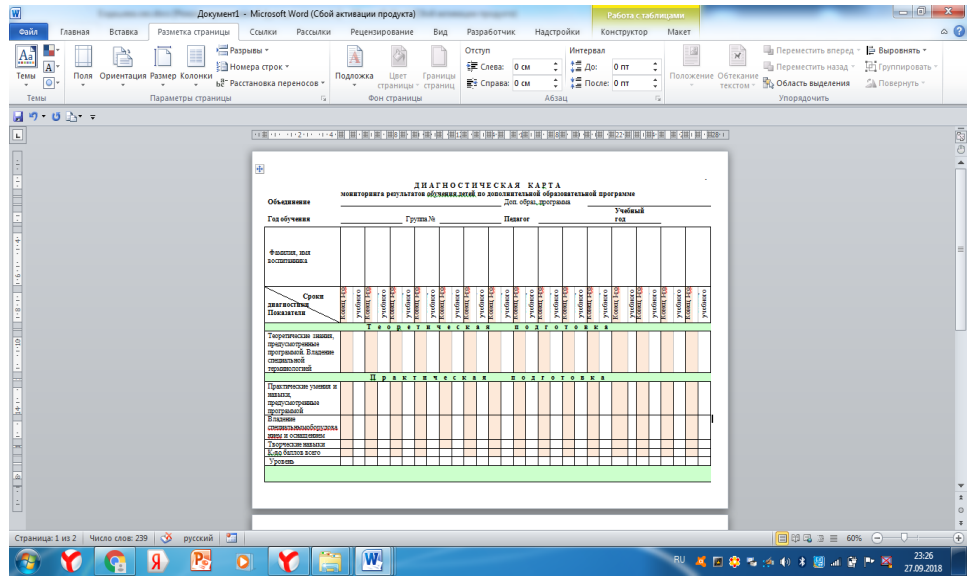 Документ1 - Microsoft Word (Сбой активации продукта)
Работа с таблицами
Файл Главная Вставка Разметка страницы Ссылки Рассылки Рецензирование Вид Разработчик Надстройки Конструктор Макет
Темы
Поля Ориентация Размер Колонки
Разрывы
Номера строк
Расстановка переносов
Подложка Цвет страницы Границы страниц
Отступ
Слева: 0 см
Справа: 0 см
Интервал
До: 0 пт
После: 0 пт
Положение Обтекание текстом
Переместить вперед
Переместить назад
Область выделения
Выровнять
Группировать
Повернуть
Темы Параметры страницы Фон страницы Абзац Упорядочить
ДИАГНОСТИЧЕСКАЯ КАРТА
мониторинга результатов обучения детей по дополнительной образовательной программе
Объединение Доп. образ. программа
Год обучения Группа № Педагог Учебный год
Фамилия, имя
воспитанника
Сроки
диагностики
Показатели
Теоретическая подготовка
Теоретические знания,
предусмотренные
программой. Владение
специальной
терминологией
Практическая подготовка
Практические умения и
навыки,
предусмотренные
программой
Владение
специальнымоборудова
нием и оснащением
Творческие навыки
К-во баллов всего
Уровень
Страница: 1 из 2 Число слов: 239 русский 60%
RU 23:26
27.09.2018